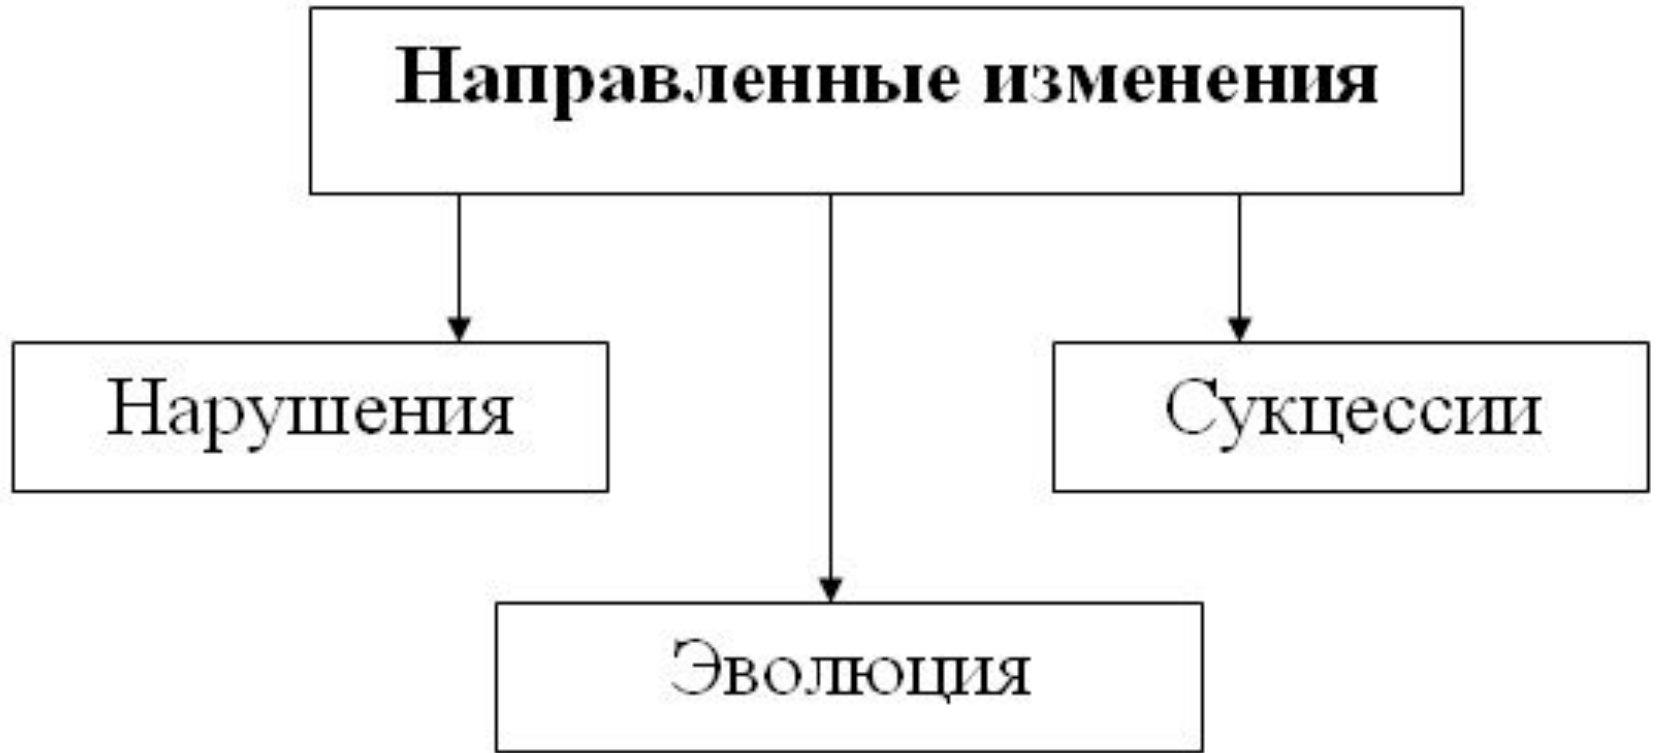 Направленные изменения
Нарушения
Сукцессии
Эволюция